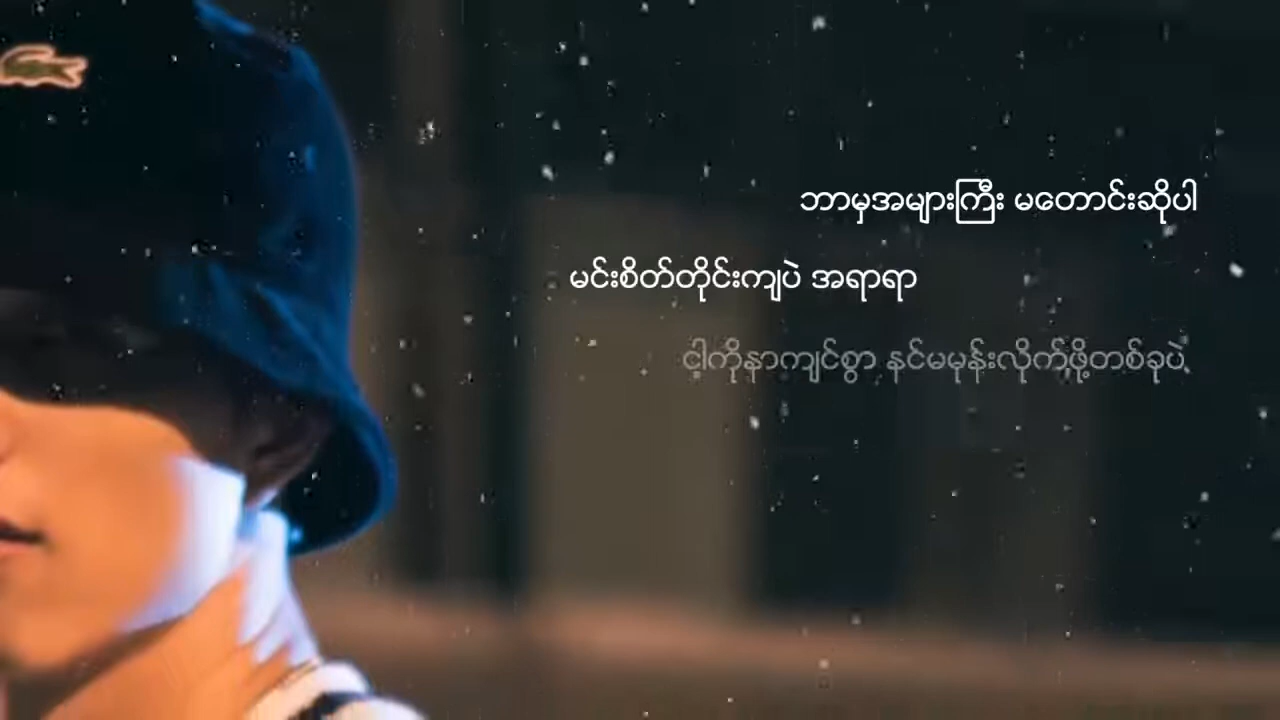 ဘာမှအများကြီး မတောင်းဆိုပါ
မင်းစိတ်တိုင်းကျပဲ အရာရာ
ငါ့ကိုနာကျင်စွာ နင်မမုန်းလိုက်ဖို့တစ်ခုပဲ့